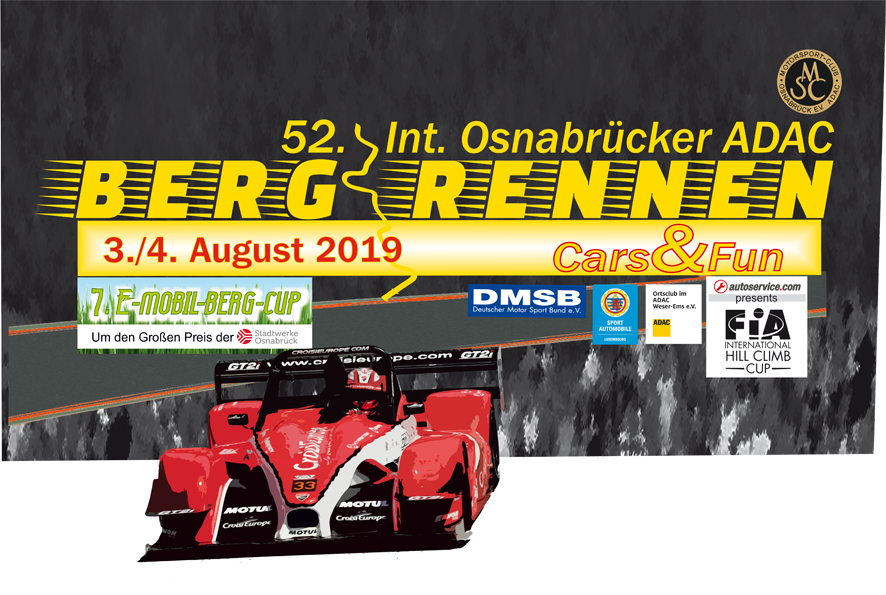 MOTORSPORT-CLUB
MSC
OSNABRÜCK EV. ADAC
52. Int. Osnabrücker ADAC
BERG RENNEN
3./4. August 2019
Cars&Fun
7. E-MOBIL-BERG-CUP
Um den Großen Preis der Stadtwerke Osnabrück
DMSB
Deutscher Motor Sport Bund e.V.
SPORT
AUTOMOBILE
LUXEMBOURG
Ortsclub im
ADAC
Weser-Ems e.V.
ADAC
autoservice.com
presents
FiA
INTERNATIONAL
HILL CLIMB
CUP
CROISIEUROPE.COM
GT2i www.croisieurope.com GT2i
CroisiEurope
33
GT2i
MOTUL
CroisiEurope
MOTUL
MOTUL
CroisiEurope
GT2i